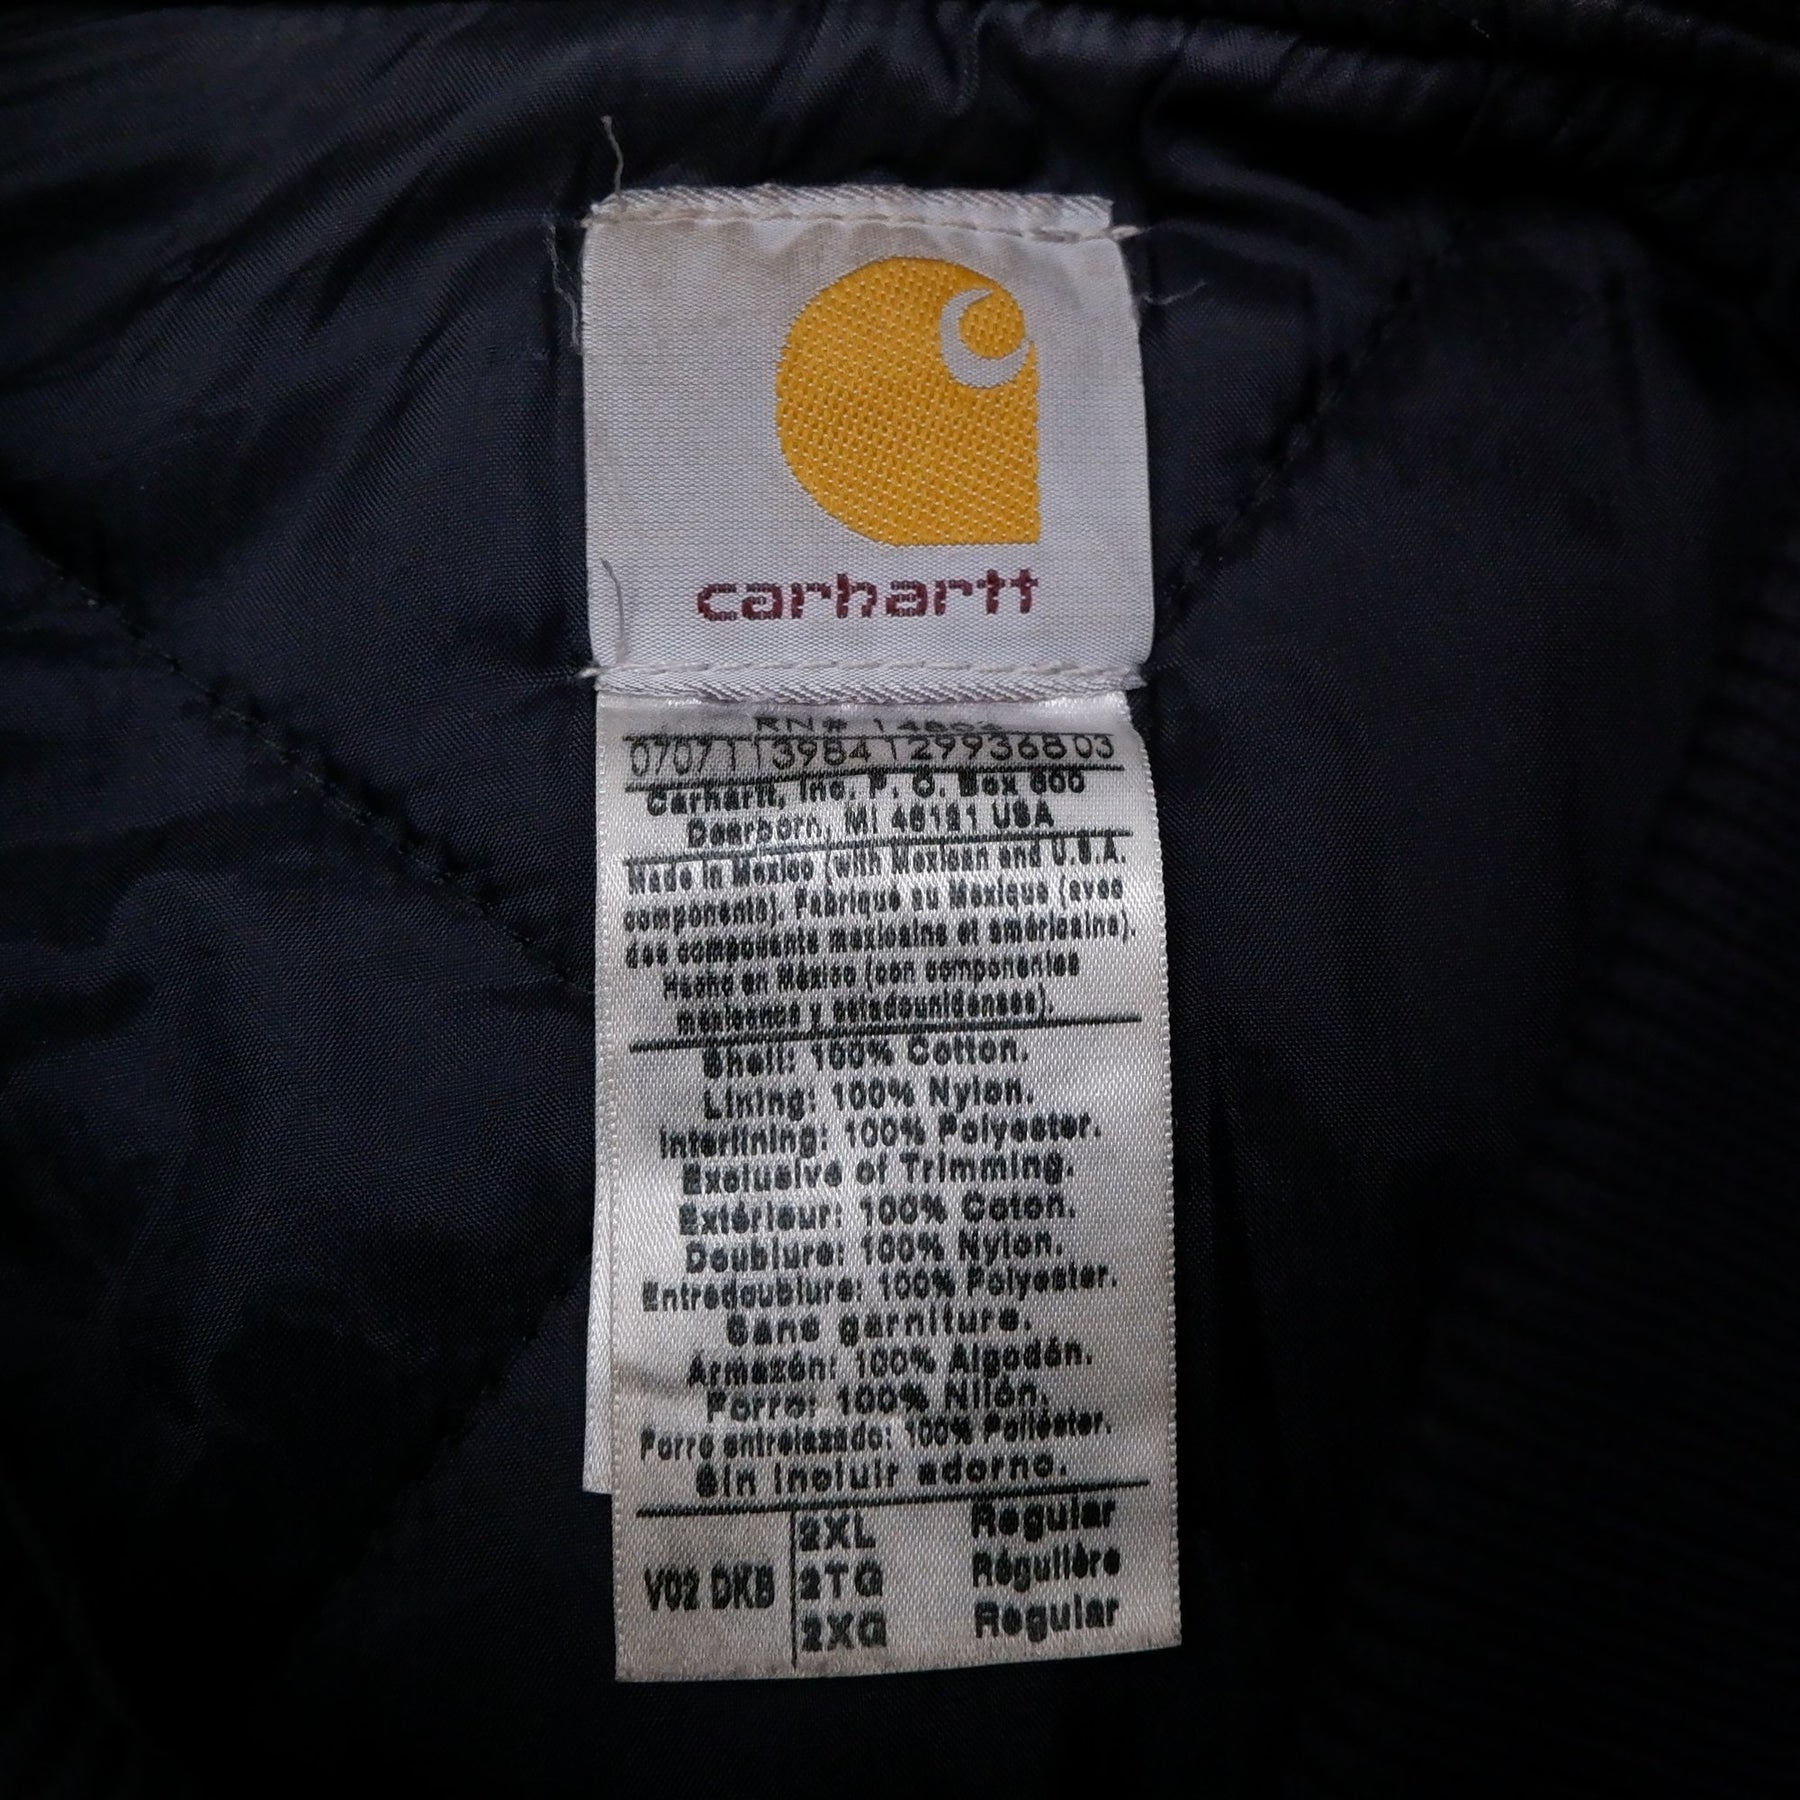 carhartt
RN# 14803
0707113984129936803
Carhartt, Inc. P. O. Box 600
Dearborn, MI 48121 USA
Made in Mexico (with Mexican and U.S.A.
components). Fabriqué au Mexique (avec
des composants mexicains et américains).
Hecho en México (con componentes
mexicanos y estadounidenses).
Shell: 100% Cotton.
Lining: 100% Nylon.
Interlining: 100% Polyester.
Exclusive of Trimming.
Extérieur: 100% Coton.
Doublure: 100% Nylon.
Entredoublure: 100% Polyester.
Sans garniture.
Armazón: 100% Algodón.
Forro: 100% Nilón.
Forro entrelazado: 100% Poliéster.
Sin incluir adorno.
V02 DKB
2XL Regular
2TG Régulière
2XG Regular